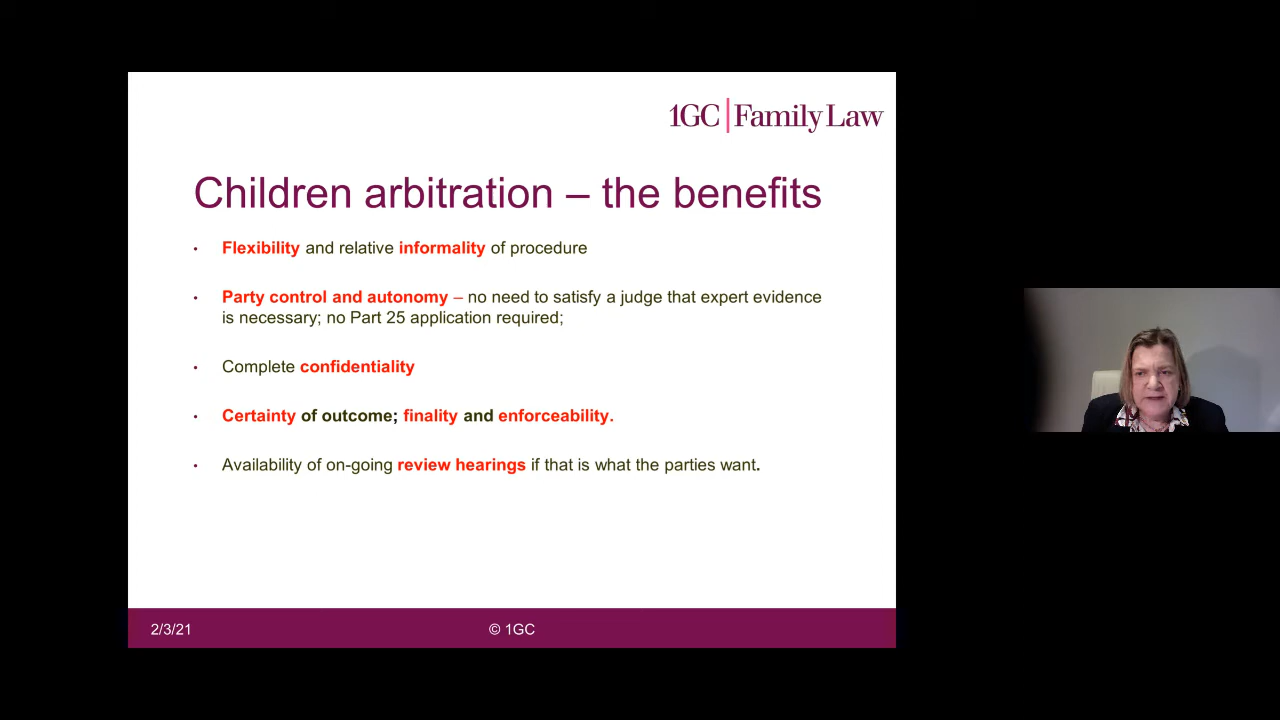 1GC | Family Law
Children arbitration – the benefits
• Flexibility and relative informality of procedure
• Party control and autonomy – no need to satisfy a judge that expert evidence
is necessary; no Part 25 application required;
• Complete confidentiality
• Certainty of outcome; finality and enforceability.
• Availability of on-going review hearings if that is what the parties want.
2/3/21
© 1GC